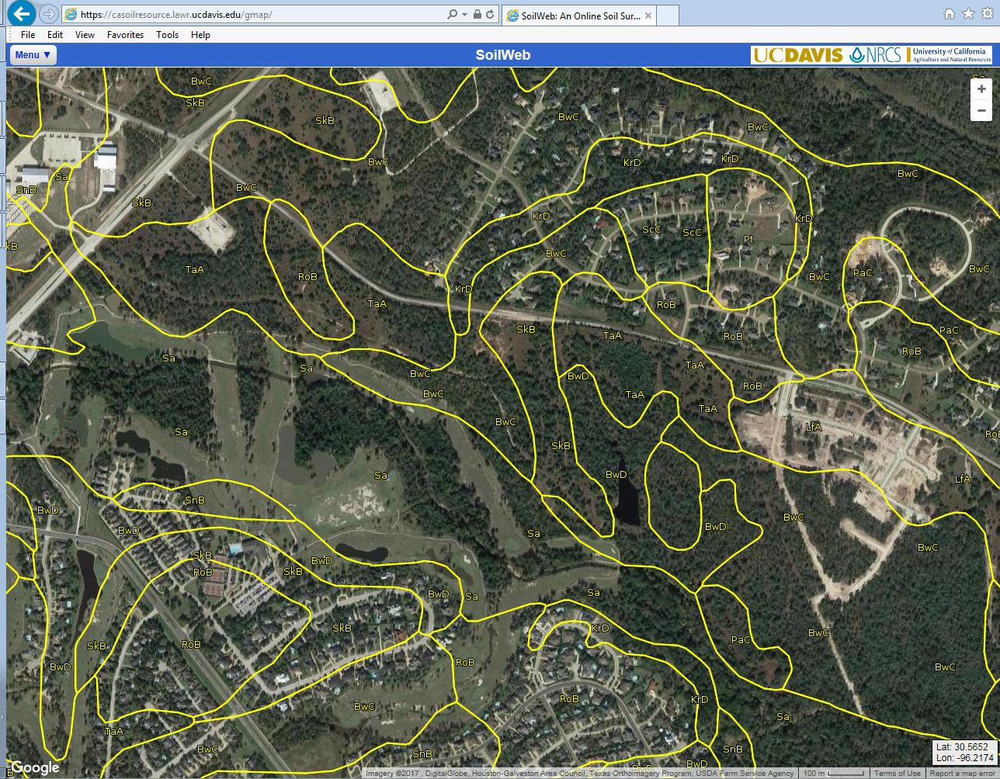 https://casoilresource.lawr.ucdavis.edu/gmap/
SoilWeb: An Online Soil Sur...
File Edit View Favorites Tools Help
Menu ▼
SoilWeb
UCDAVIS NRCS University of California
Agriculture and Natural Resources
Sa
BwC
SkB
+
BwC
SkB
−
BwC
KrD
KrD
BwC
BwC
Sa
SnB
BwC
SkB
KrD
KrD
ScC
ScC
Pt
kB
BwC
TaA
RoB
BwC
PaC
BwC
KrD
TaA
RoB
SkB
TaA
RoB
PaC
RoB
Sa
Sa
TaA
BwC
BwD
RoB
BwC
TaA
TaA
BwC
LfA
Sa
RoB
SkB
Sa
BwD
LfA
SnB
BwD
BwC
BwD
Sa
BwD
SkB
BwC
BwD
RoB
SkB
BwD
Sa
Sa
SkB
KrD
BwC
SkB
RoB
PaC
BwD
RoB
BwC
RoB
KrD
BwC
Sa
TaA
BwC
SnB
SnB
BwD
BwD
B
Lat: 30.5652
Lon: -96.2174
Google
Imagery ©2017 , DigitalGlobe, Houston-Galveston Area Council, Texas Orthoimagery Program, USDA Farm Service Agency 100 m Terms of Use Report a map error